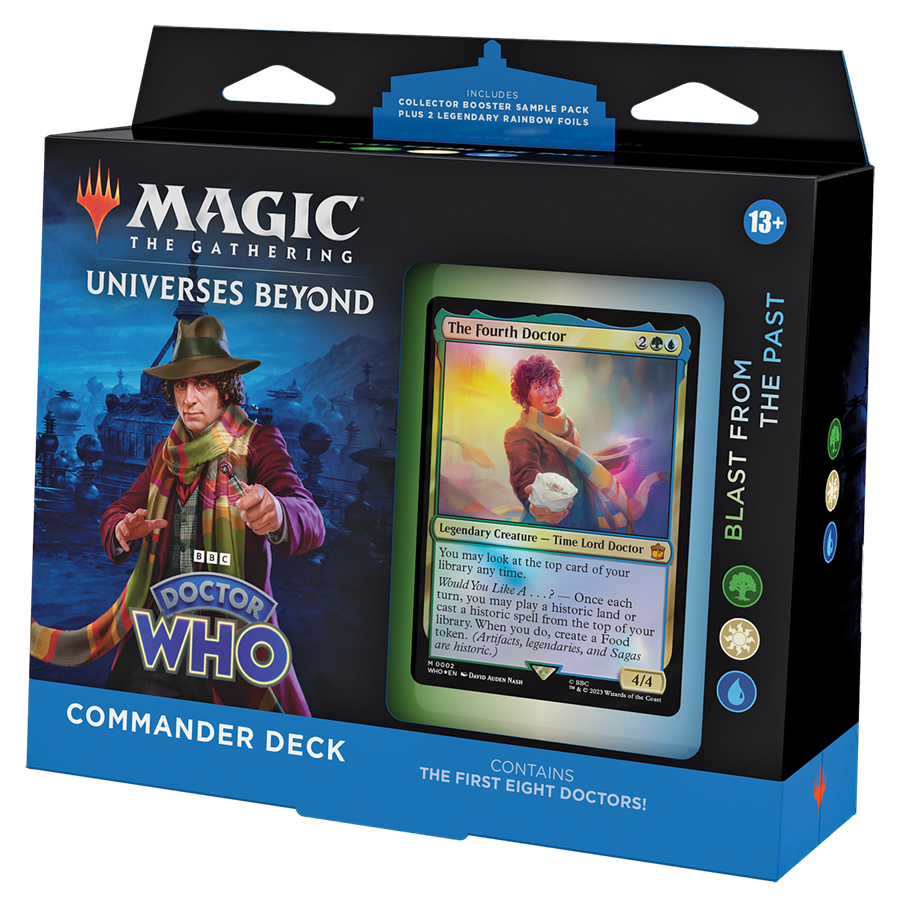 INCLUDES
COLLECTOR BOOSTER SAMPLE PACK
PLUS 2 LEGENDARY RAINBOW FOILS
MAGIC
THE GATHERING
UNIVERSES BEYOND
13+
The Fourth Doctor
2
Legendary Creature — Time Lord Doctor
You may look at the top card of your
library any time.
Would You Like A . . . ? — Once each
turn, you may play a historic land or
cast a historic spell from the top of your
library. When you do, create a Food
token. (Artifacts, legendaries, and Sagas
are historic.)
4/4
M 0002
WHO★EN DAVID AUDEN NASH
© BBC
™ & © 2023 Wizards of the Coast
BLAST FROM
THE PAST
BBC
DOCTOR
WHO
COMMANDER DECK
CONTAINS
THE FIRST EIGHT DOCTORS!